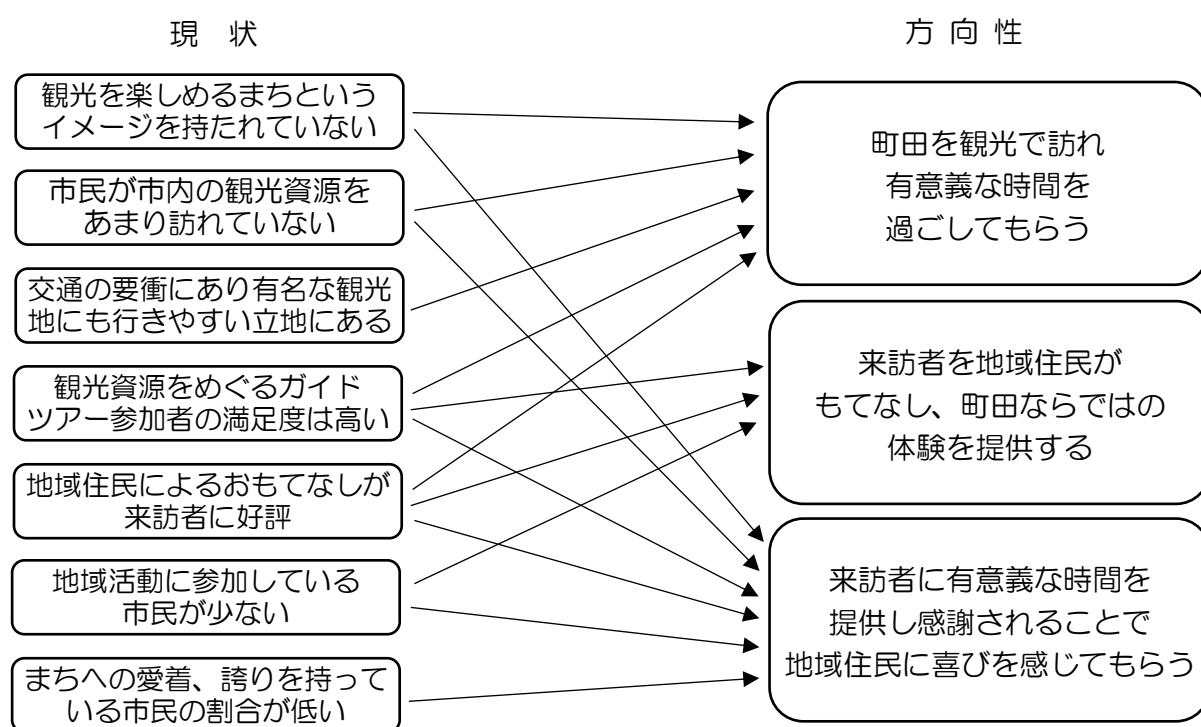 現 状
観光を楽しめるまちという
イメージを持たれていない
市民が市内の観光資源を
あまり訪れていない
交通の要衝にあり有名な観光
地にも行きやすい立地にある
観光資源をめぐるガイド
ツアー参加者の満足度は高い
地域住民によるおもてなしが
来訪者に好評
地域活動に参加している
市民が少ない
まちへの愛着、誇りを持って
いる市民の割合が低い
方 向 性
町田を観光で訪れ
有意義な時間を
過ごしてもらう
来訪者を地域住民が
もてなし、町田ならではの
体験を提供する
来訪者に有意義な時間を
提供し感謝されることで
地域住民に喜びを感じてもらう